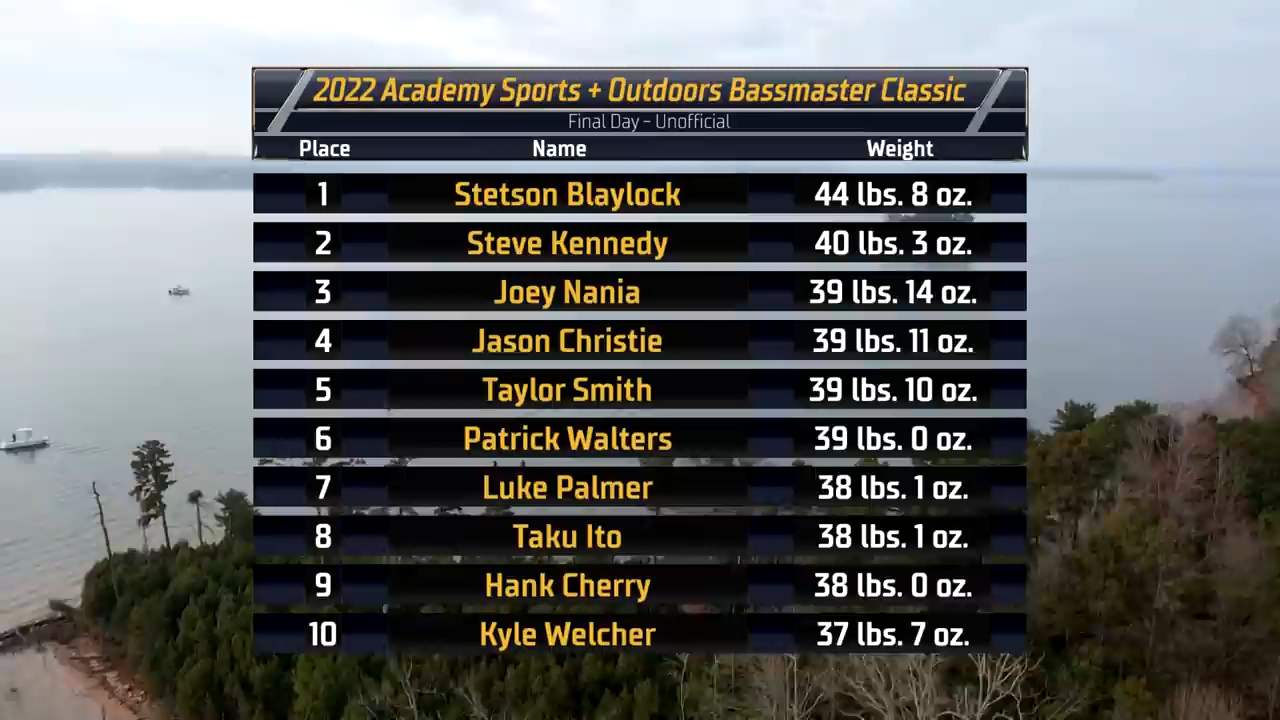 2022 Academy Sports + Outdoors Bassmaster Classic
Final Day - Unofficial
Place Name Weight
1 Stetson Blaylock 44 lbs. 8 oz.
2 Steve Kennedy 40 lbs. 3 oz.
3 Joey Nania 39 lbs. 14 oz.
4 Jason Christie 39 lbs. 11 oz.
5 Taylor Smith 39 lbs. 10 oz.
6 Patrick Walters 39 lbs. 0 oz.
7 Luke Palmer 38 lbs. 1 oz.
8 Taku Ito 38 lbs. 1 oz.
9 Hank Cherry 38 lbs. 0 oz.
10 Kyle Welcher 37 lbs. 7 oz.